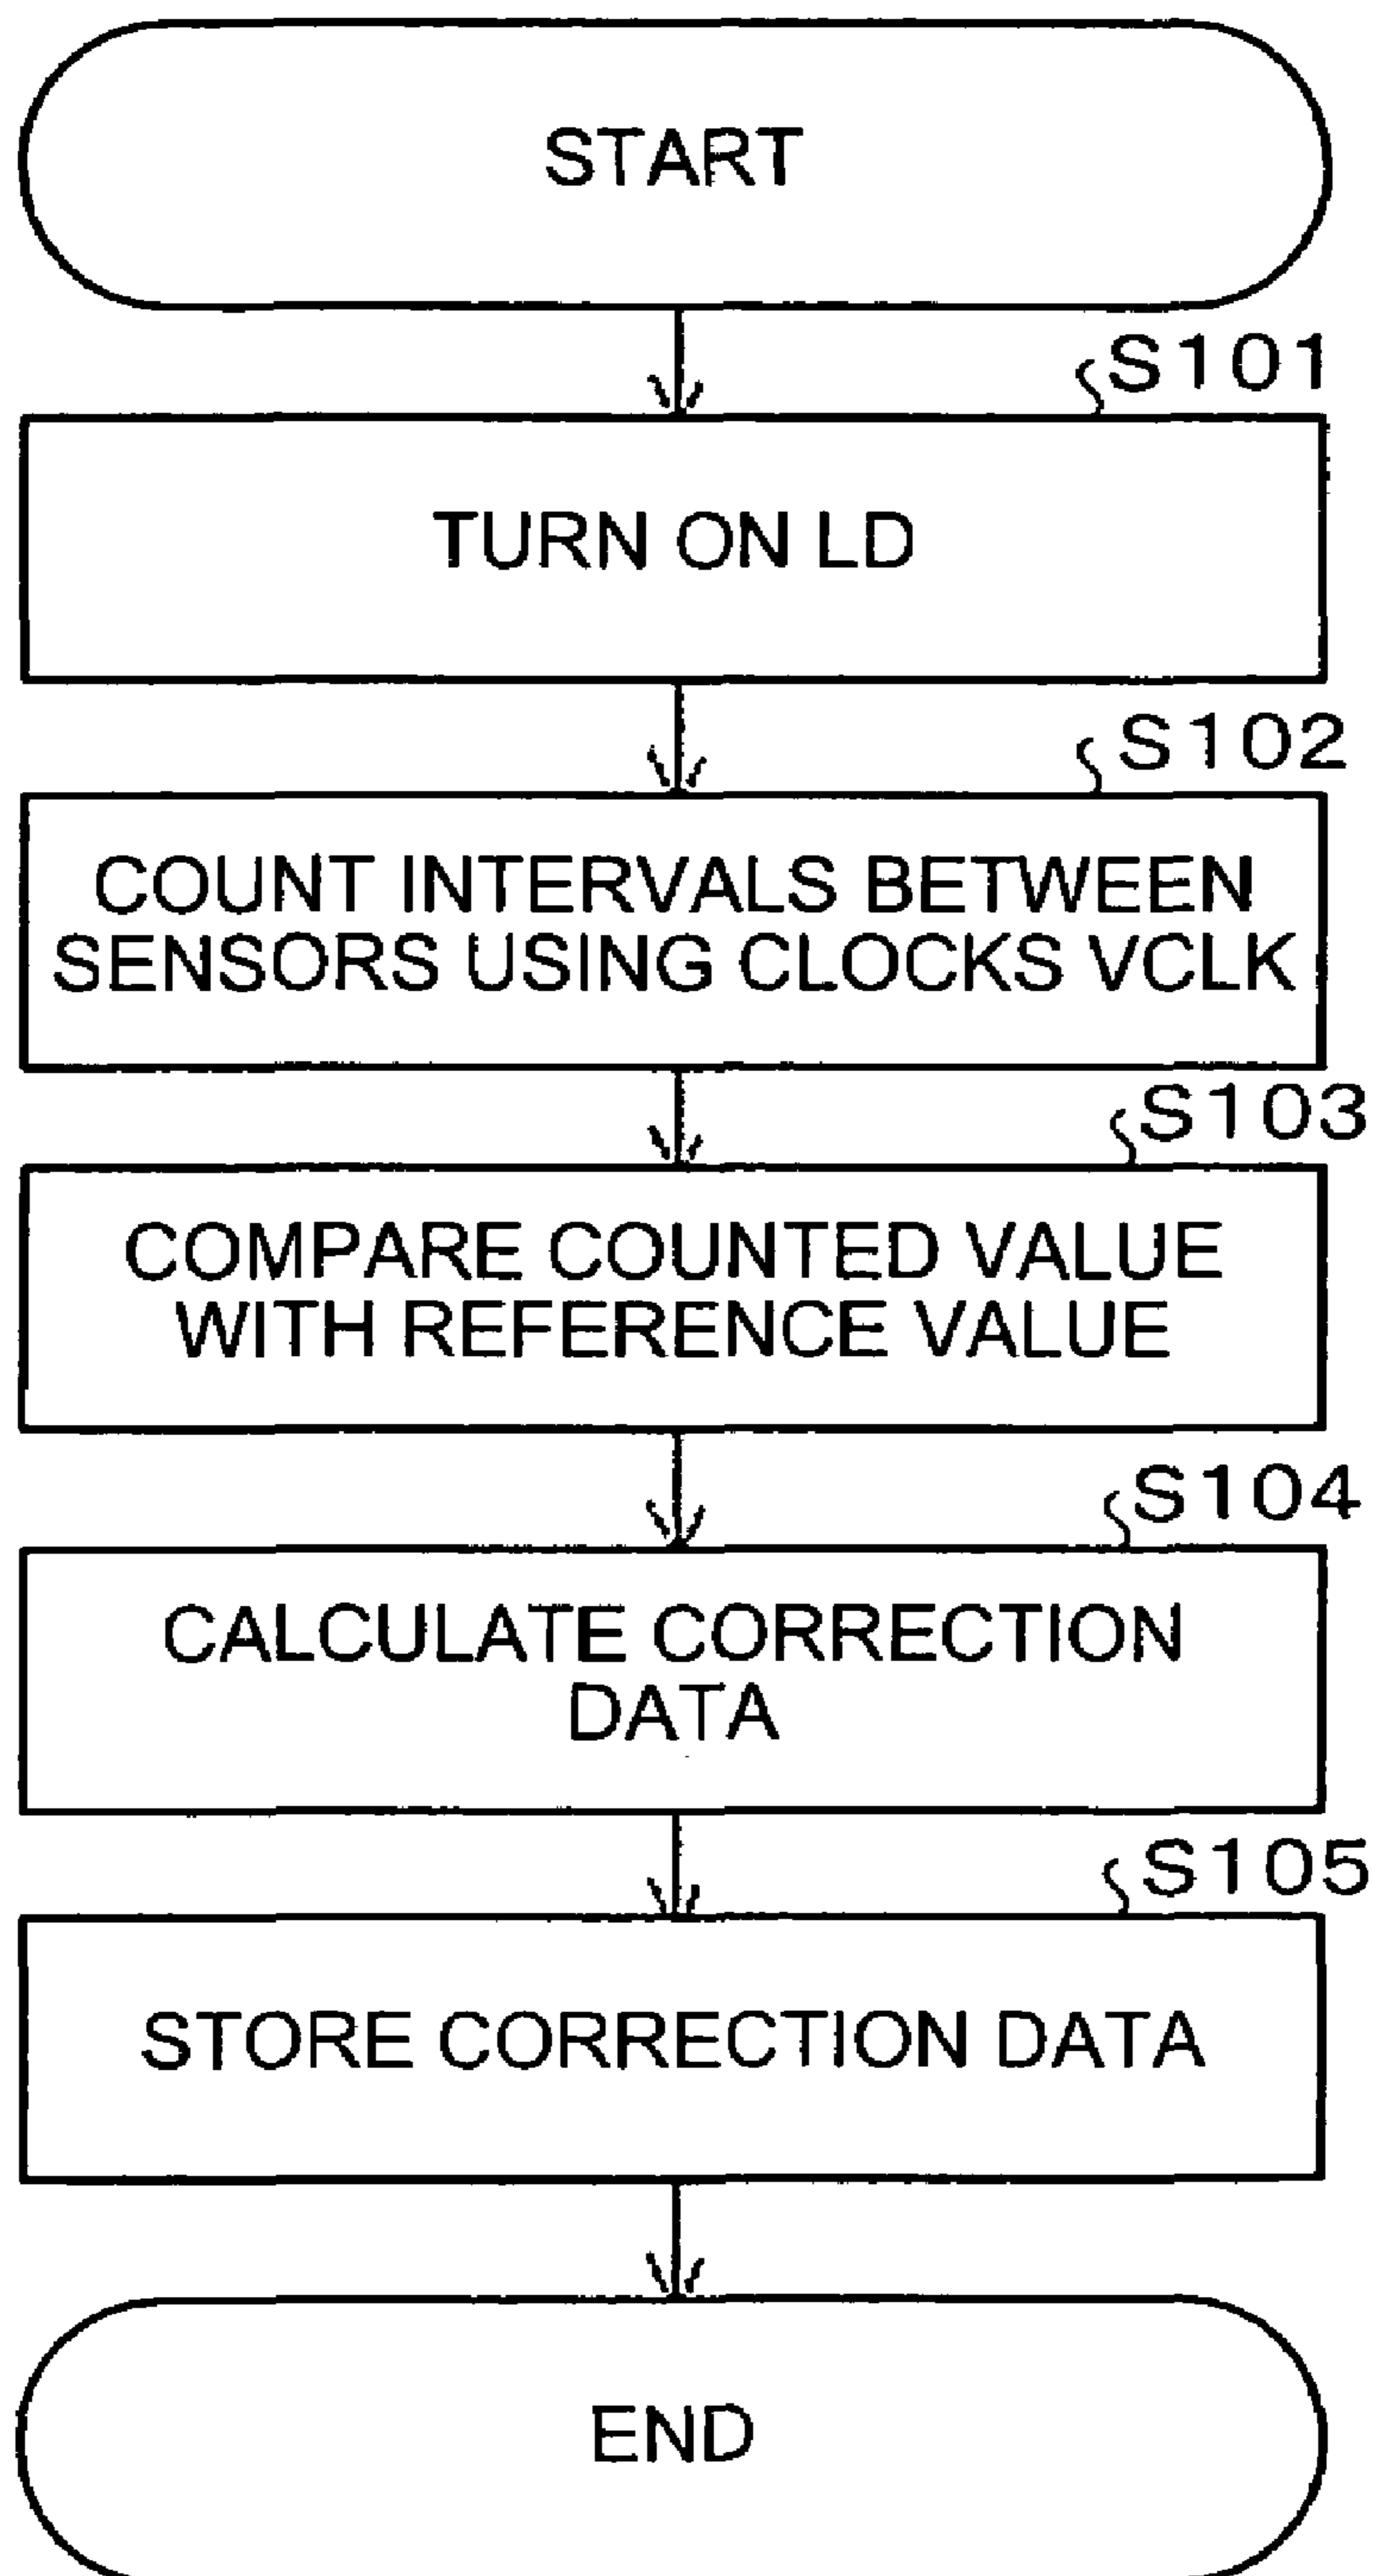 START
S101
TURN ON LD
S102
COUNT INTERVALS BETWEEN
SENSORS USING CLOCKS VCLK
S103
COMPARE COUNTED VALUE
WITH REFERENCE VALUE
S104
CALCULATE CORRECTION
DATA
S105
STORE CORRECTION DATA
END